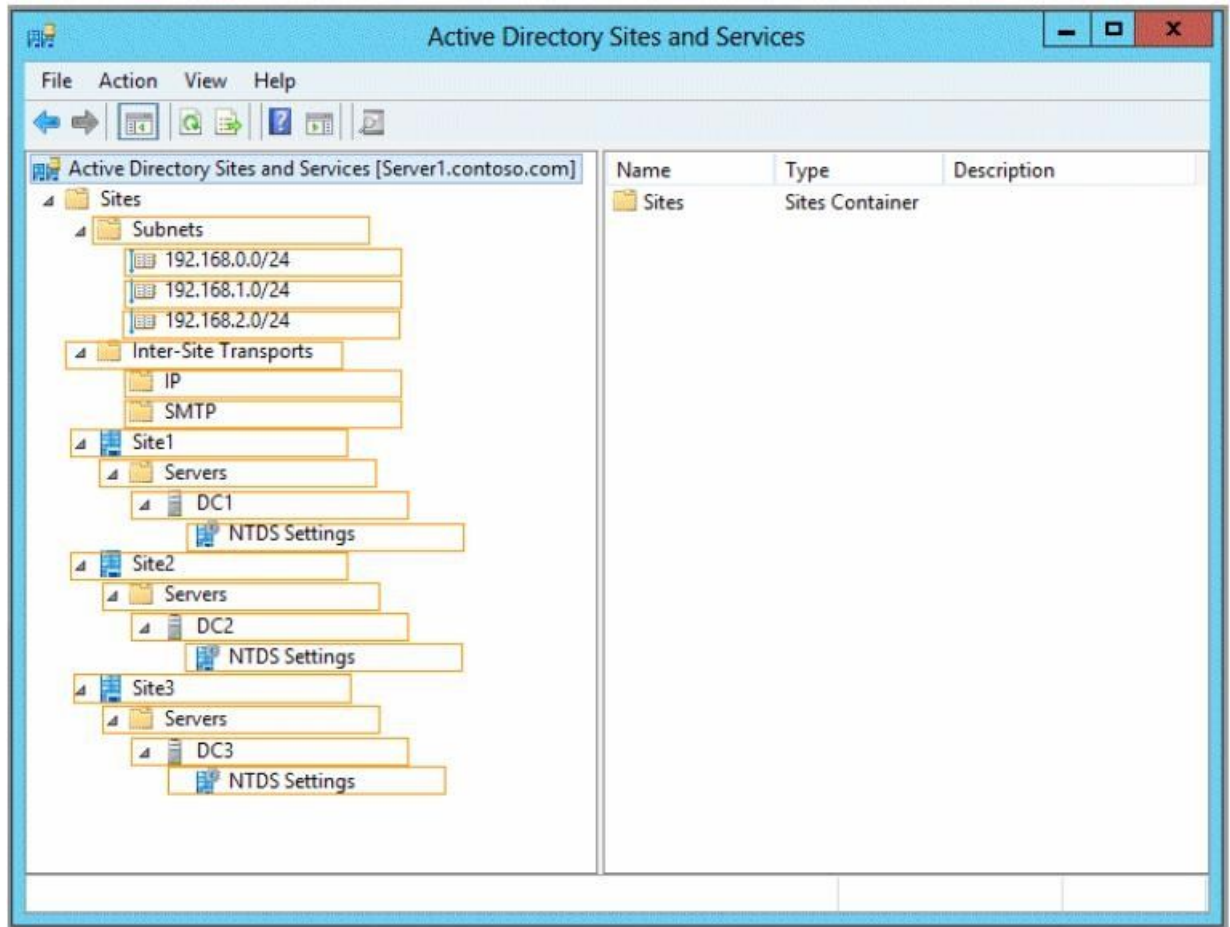 Active Directory Sites and Services
x
File Action View Help
?
Active Directory Sites and Services [Server1.contoso.com]
Name Type Description
Sites
Sites Sites Container
Subnets
192.168.0.0/24
192.168.1.0/24
192.168.2.0/24
Inter-Site Transports
IP
SMTP
Site1
Servers
DC1
NTDS Settings
Site2
Servers
DC2
NTDS Settings
Site3
Servers
DC3
NTDS Settings